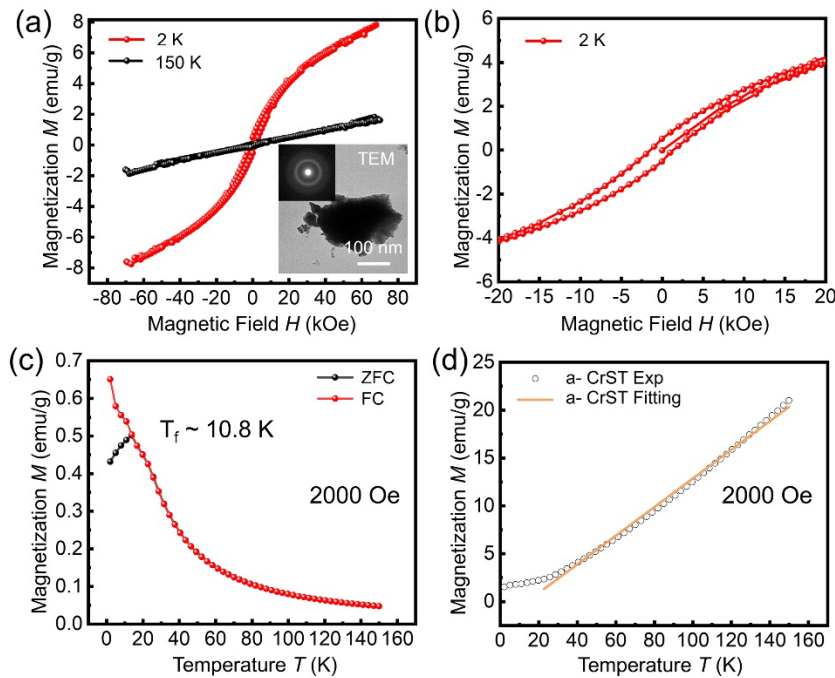 (a)
8
6
4
2
0
-2
-4
-6
-8
Magnetization M (emu/g)
2 K
150 K
TEM
100 nm
-80 -60 -40 -20 0 20 40 60 80
Magnetic Field H (kOe)
(b)
6
4
2
0
-2
-4
-6
Magnetization M (emu/g)
2 K
-20 -15 -10 -5 0 5 10 15 20
Magnetic Field H (kOe)
(c)
0.7
0.6
0.5
0.4
0.3
0.2
0.1
0.0
Magnetization M (emu/g)
ZFC
FC
Tf ~ 10.8 K
2000 Oe
0 20 40 60 80 100 120 140 160
Temperature T (K)
(d)
25
20
15
10
5
0
Magnetization M (emu/g)
a- CrST Exp
a- CrST Fitting
2000 Oe
0 20 40 60 80 100 120 140 160
Temperature T (K)